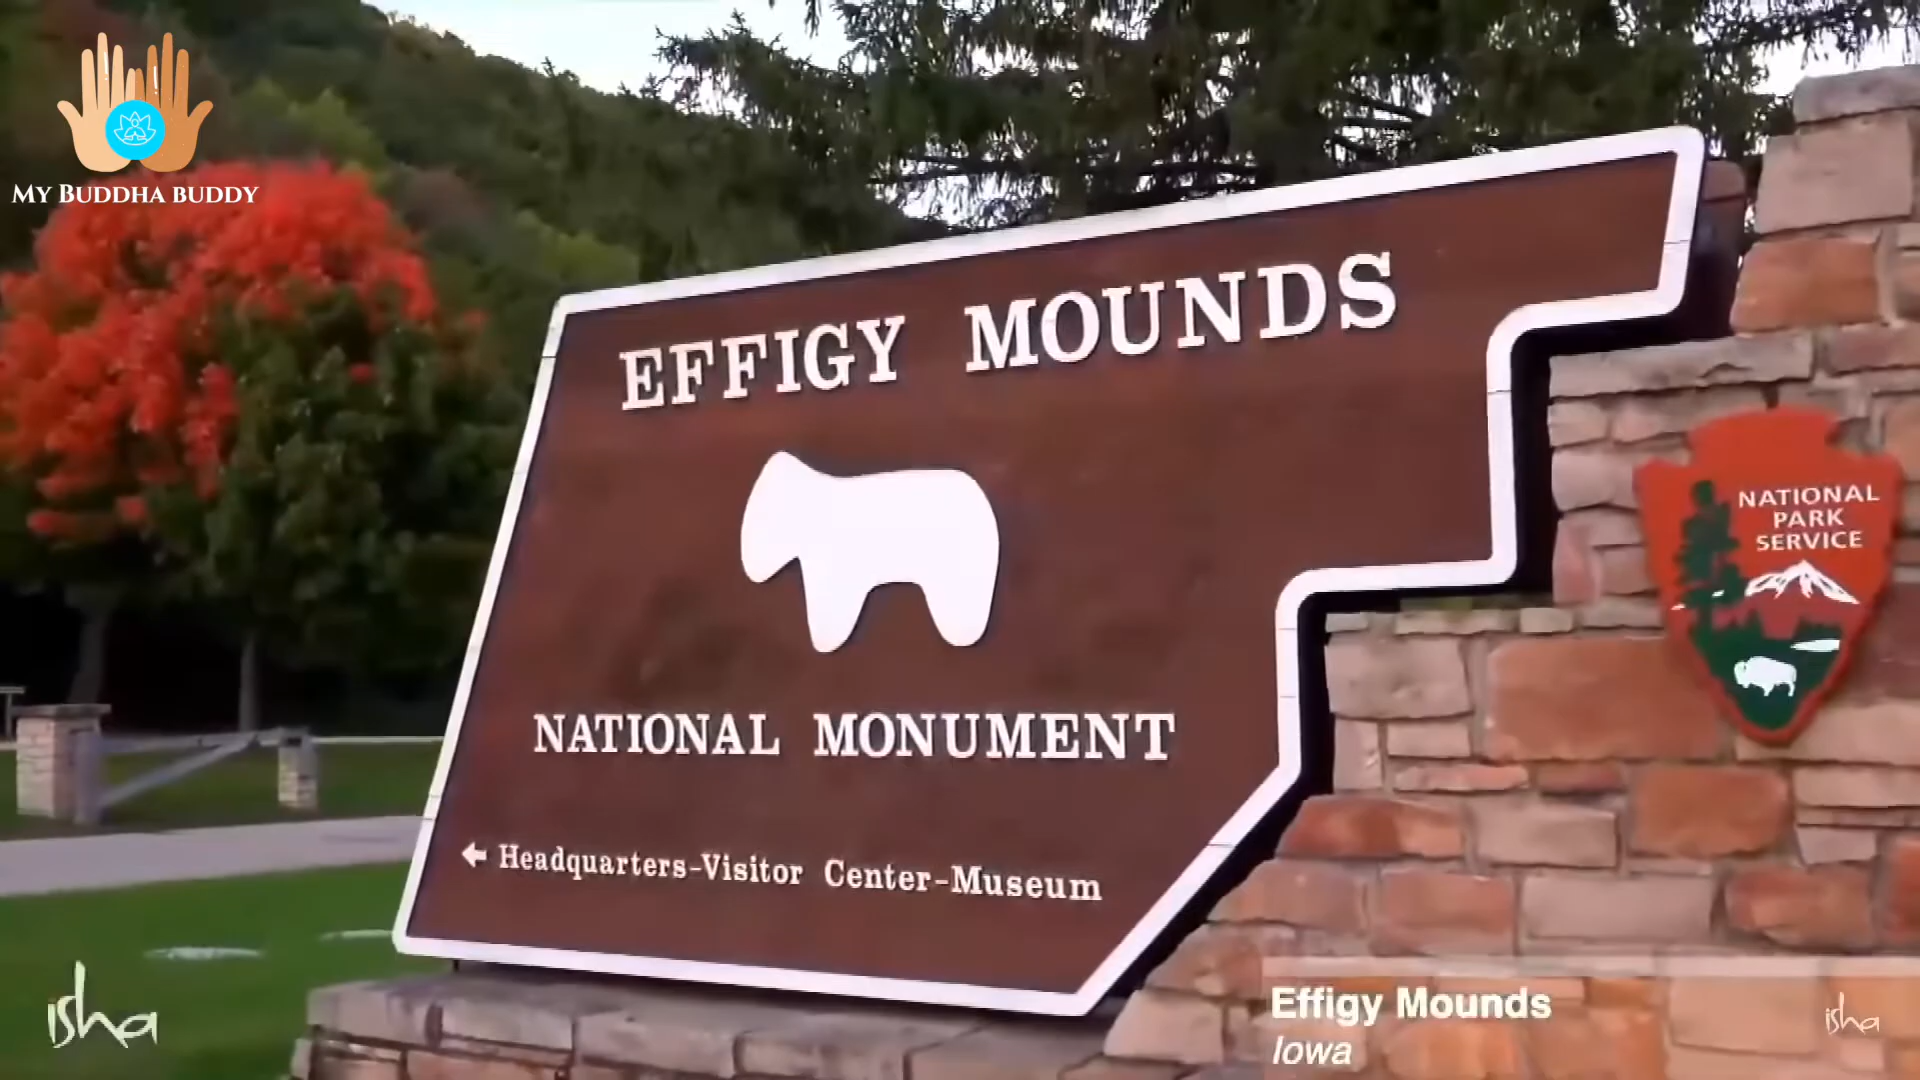 MY BUDDHA BUDDY
EFFIGY MOUNDS
NATIONAL MONUMENT
Headquarters-Visitor Center-Museum
NATIONAL
PARK
SERVICE
isha
Effigy Mounds
Iowa
isha